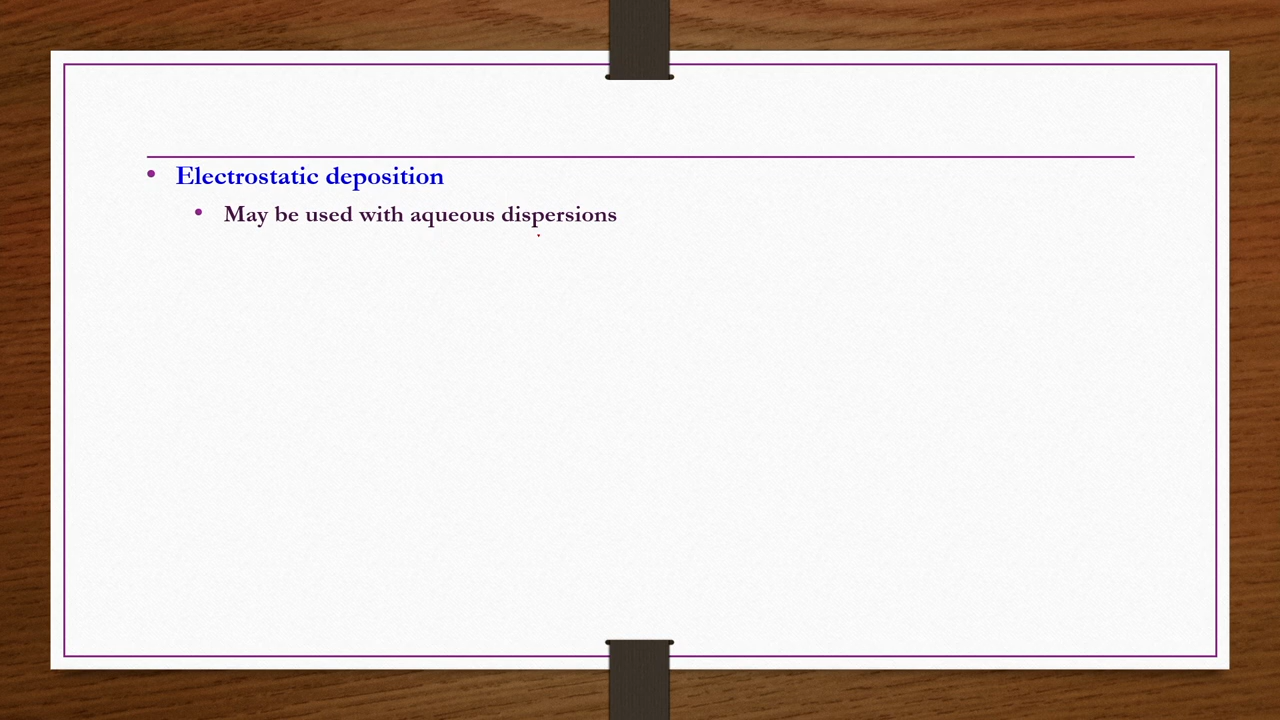 • Electrostatic deposition
• May be used with aqueous dispersions